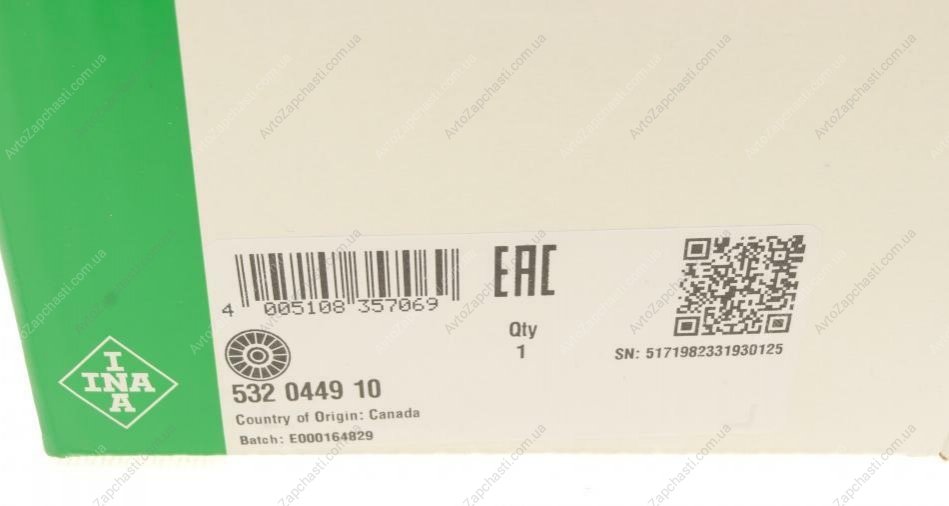 4 005108 357069
EAC
Qty
1
SN: 5171982331930125
532 0449 10
Country of Origin: Canada
Batch: E000164829
INA
I
A
AvtoZapchasti.com.ua